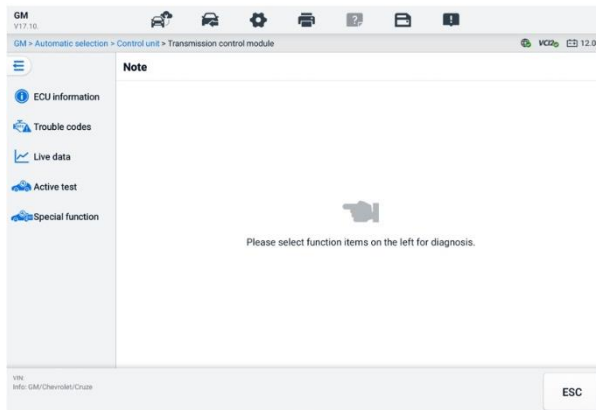 GM
V17.10.
GM > Automatic selection > Control unit > Transmission control module
VCI2 12.0
Note
ECU information
Trouble codes
Live data
Active test
Special function
Please select function items on the left for diagnosis.
VIN:
Info: GM/Chevrolet/Cruze
ESC